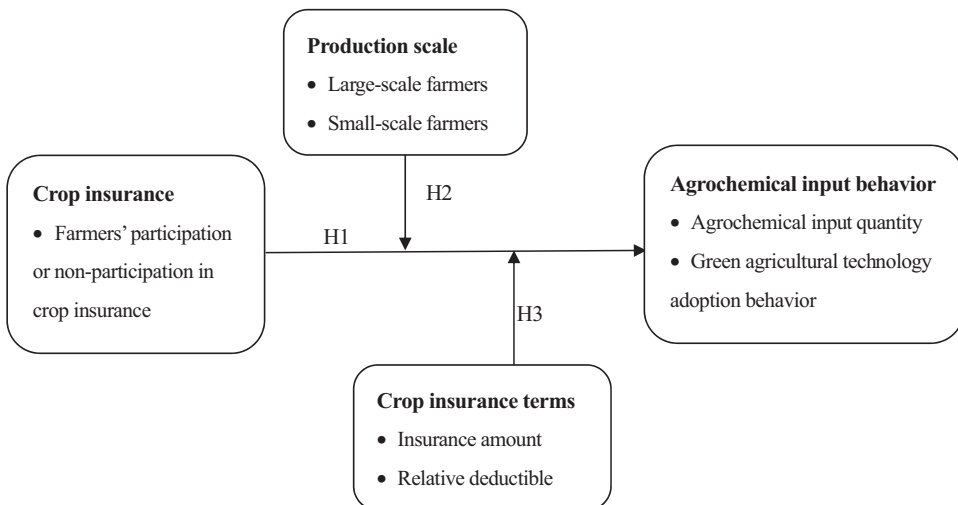 Production scale
• Large-scale farmers
• Small-scale farmers
Crop insurance
• Farmers’ participation
or non-participation in
crop insurance
H1
H2
Agrochemical input behavior
• Agrochemical input quantity
• Green agricultural technology
adoption behavior
H3
Crop insurance terms
• Insurance amount
• Relative deductible